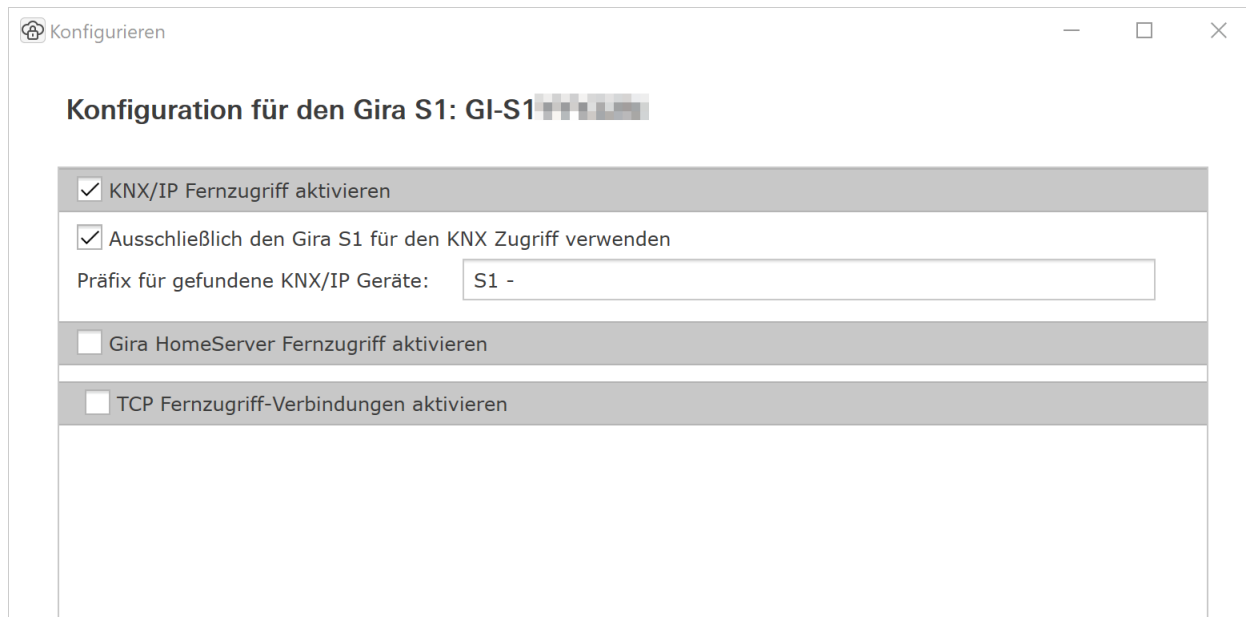 Konfigurieren
Konfiguration für den Gira S1: GI-S1
KNX/IP Fernzugriff aktivieren
Ausschließlich den Gira S1 für den KNX Zugriff verwenden
Präfix für gefundene KNX/IP Geräte: S1 -
Gira HomeServer Fernzugriff aktivieren
TCP Fernzugriff-Verbindungen aktivieren